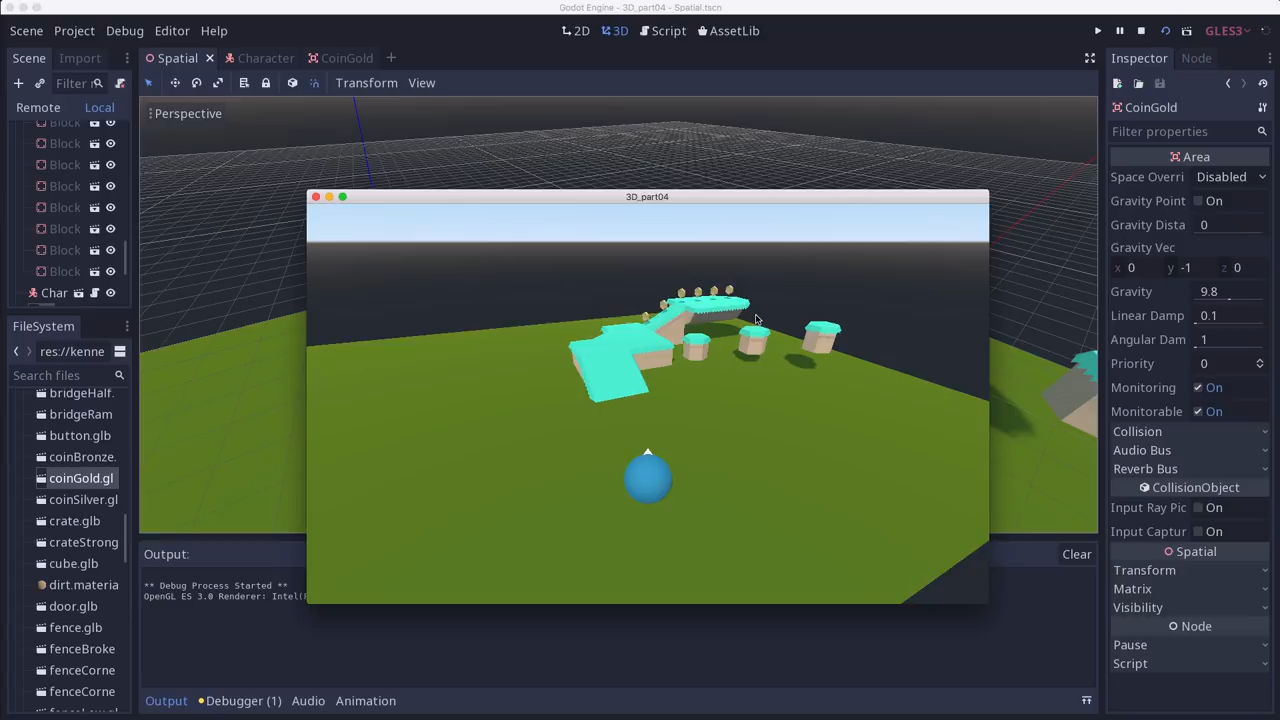 Godot Engine - 3D_part04 - Spatial.tscn
Scene Project Debug Editor Help
2D 3D Script AssetLib
GLES3
Scene Import
Spatial Character CoinGold
Inspector Node
Filter
Transform View
Remote Local
CoinGold
Perspective
Filter properties
Block
Block
Block
Block
Block
Block
Block
Block
Char
Area
Space Overri Disabled
Gravity Point On
Gravity Dista 0
Gravity Vec
x 0 y -1 z 0
Gravity 9.8
Linear Damp 0.1
Angular Dam 1
Priority 0
Monitoring On
Monitorable On
Collision
Audio Bus
Reverb Bus
CollisionObject
Input Ray Pic On
Input Captur On
Spatial
Transform
Matrix
Visibility
Node
Pause
Script
3D_part04
FileSystem
res://kenne
Search files
bridgeHalf.
bridgeRam
button.glb
coinBronze.
coinGold.gl
coinSilver.gl
crate.glb
crateStrong
cube.glb
dirt.materia
door.glb
fence.glb
fenceBroke
fenceCorne
fenceCorne
Output:
Clear
** Debug Process Started **
OpenGL ES 3.0 Renderer: Intel(
Output Debugger (1) Audio Animation